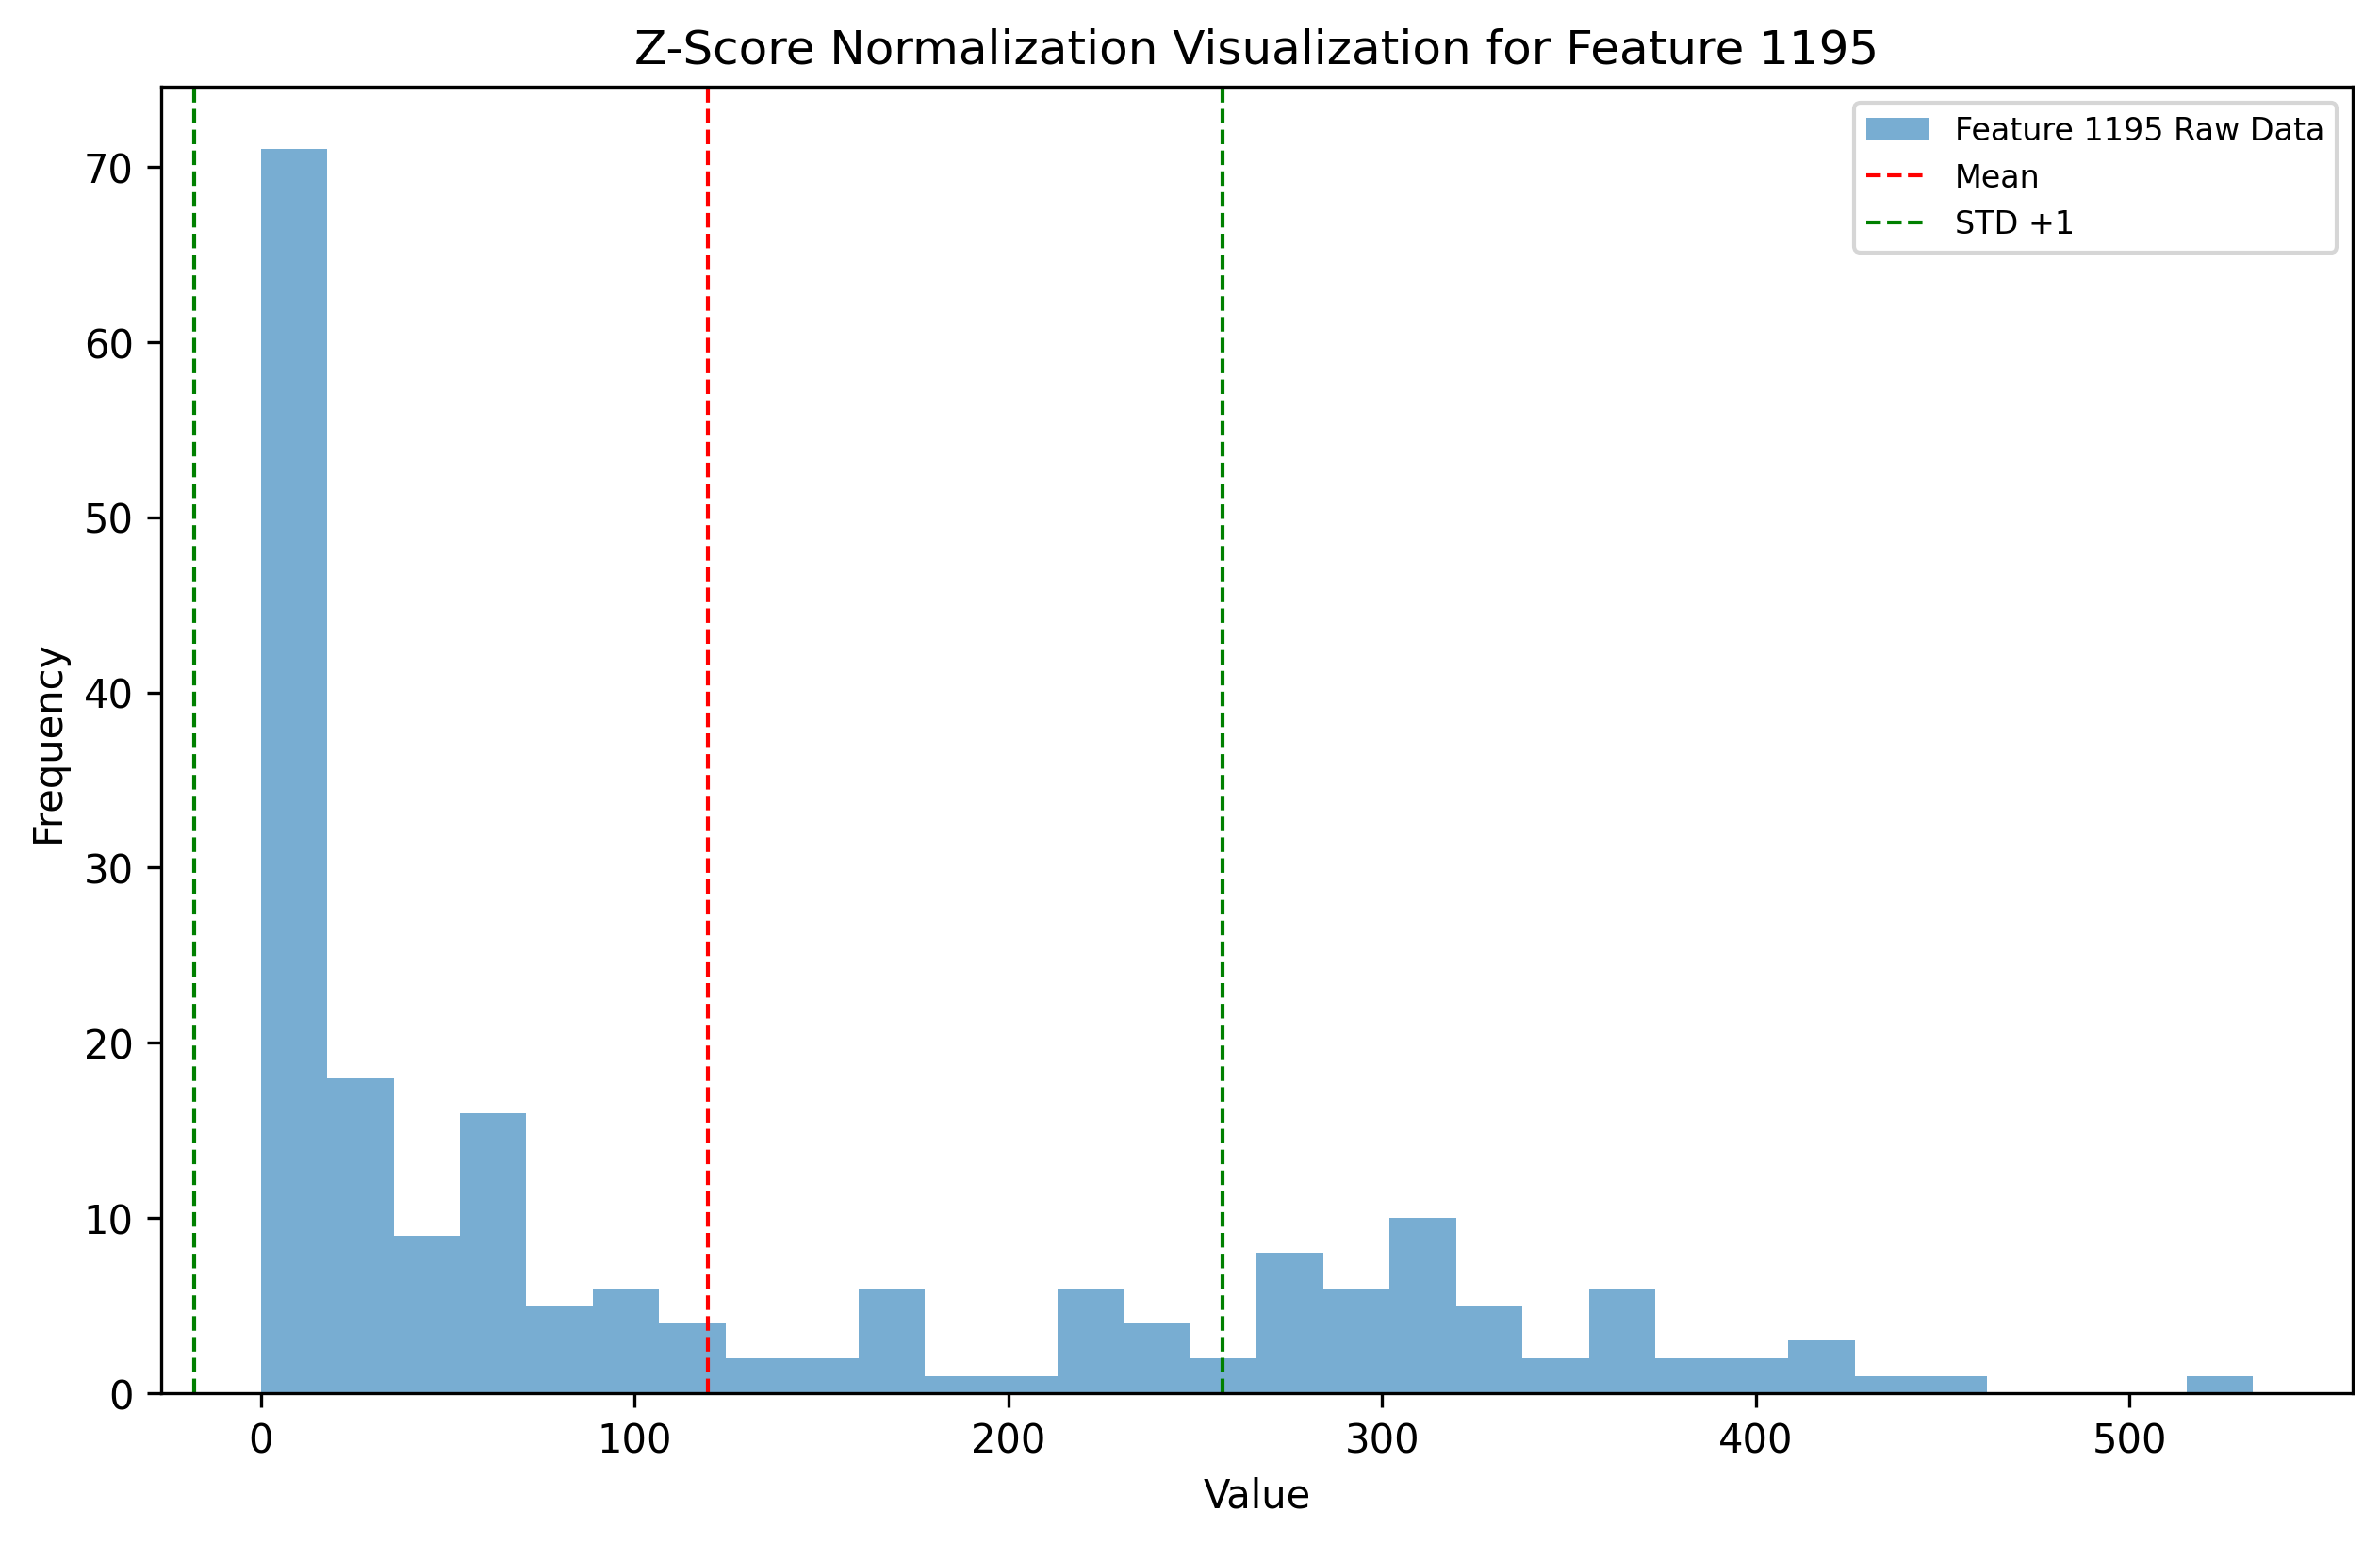 Z-Score Normalization Visualization for Feature 1195
Feature 1195 Raw Data
Mean
STD +1
Frequency
70
60
50
40
30
20
10
0
0 100 200 300 400 500
Value